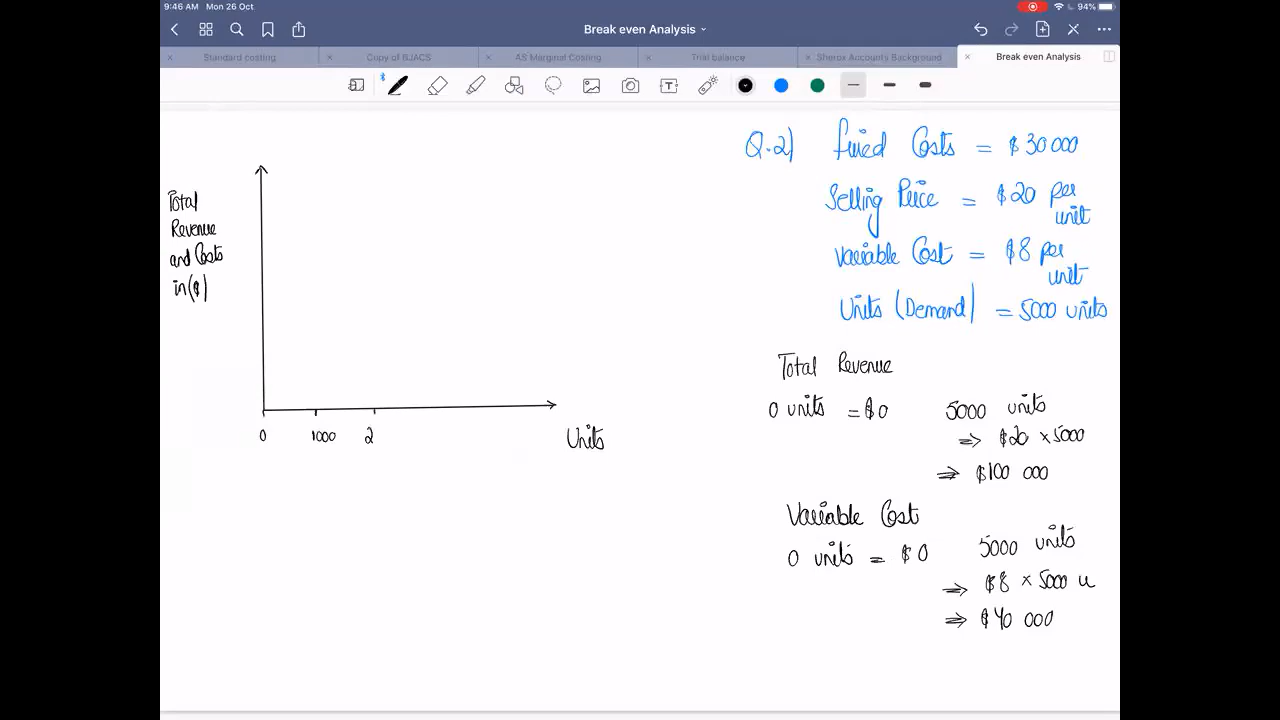 9:46 AM Mon 26 Oct
94%
Break even Analysis
Standard costing
Copy of BJACS
AS Marginal Costing
Trial balance
Sherox Accounts Background
Break even Analysis
Total
Revenue
and Costs
in ($)
0 1000 2
Units
Q.2) Fixed Costs = $30 000
Selling Price = $20 per
unit
Variable Cost = $8 per
unit
Units (Demand) = 5000 units
Total Revenue
0 units = $0 5000 units
⇒ $20 × 5000
⇒ $100 000
Variable Cost
0 units = $0 5000 units
⇒ $8 × 5000 u
⇒ $40 000